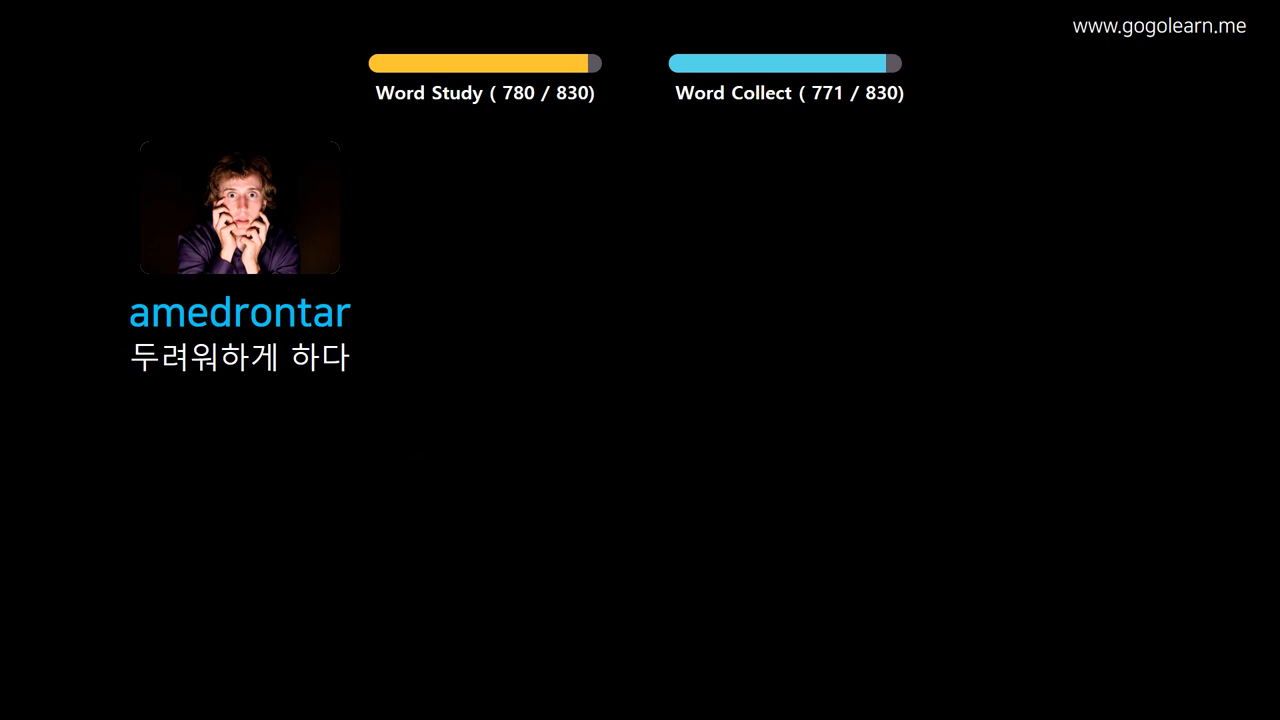 www.gogolearn.me
Word Study ( 780 / 830)
Word Collect ( 771 / 830)
amedrontar
두려워하게 하다